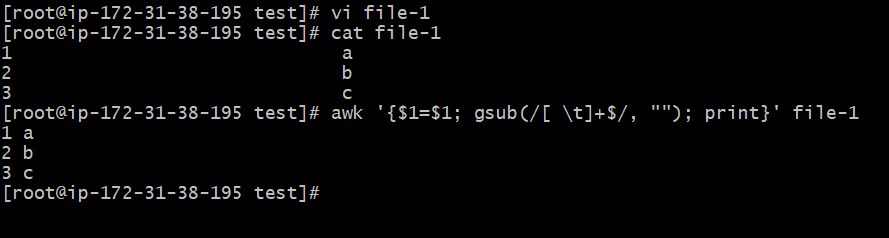 [root@ip-172-31-38-195 test]# vi file-1
[root@ip-172-31-38-195 test]# cat file-1
1                              a
2                              b
3                              c
[root@ip-172-31-38-195 test]# awk '{$1=$1; gsub(/[ \t]+$/, ""); print}' file-1
1 a
2 b
3 c
[root@ip-172-31-38-195 test]#